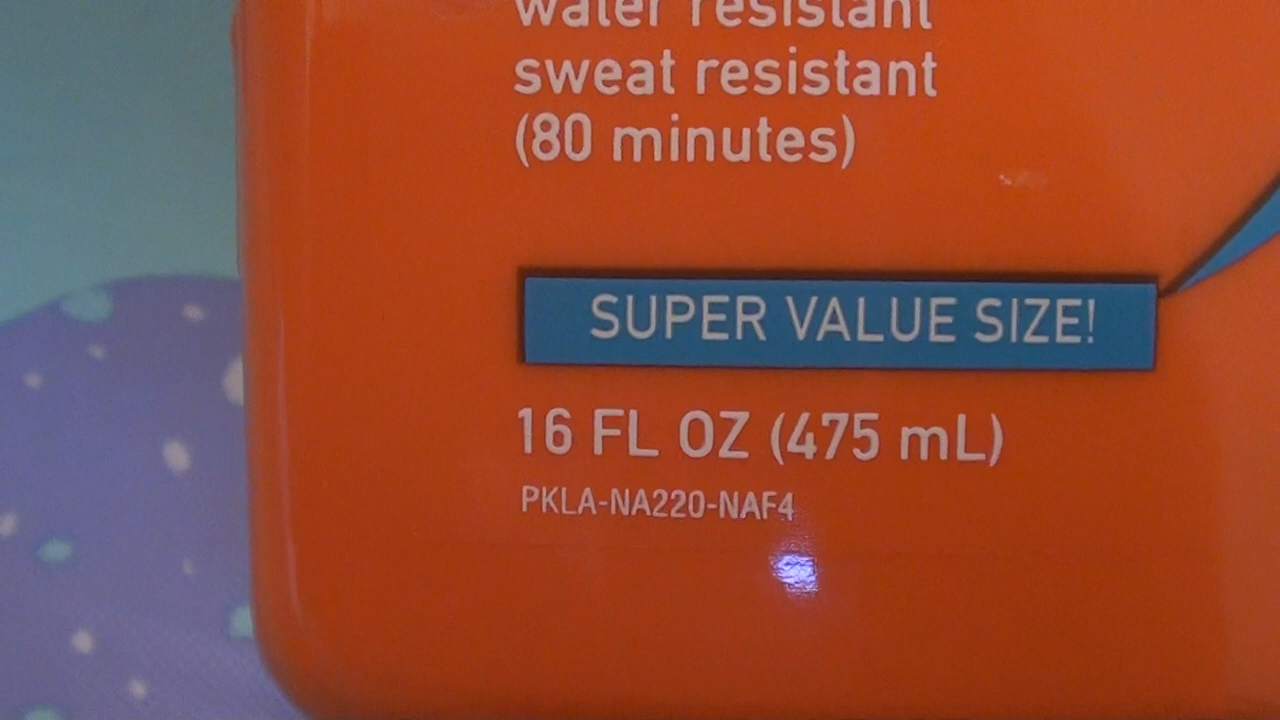 water resistant
sweat resistant
(80 minutes)
SUPER VALUE SIZE!
16 FL OZ (475 mL)
PKLA-NA220-NAF4